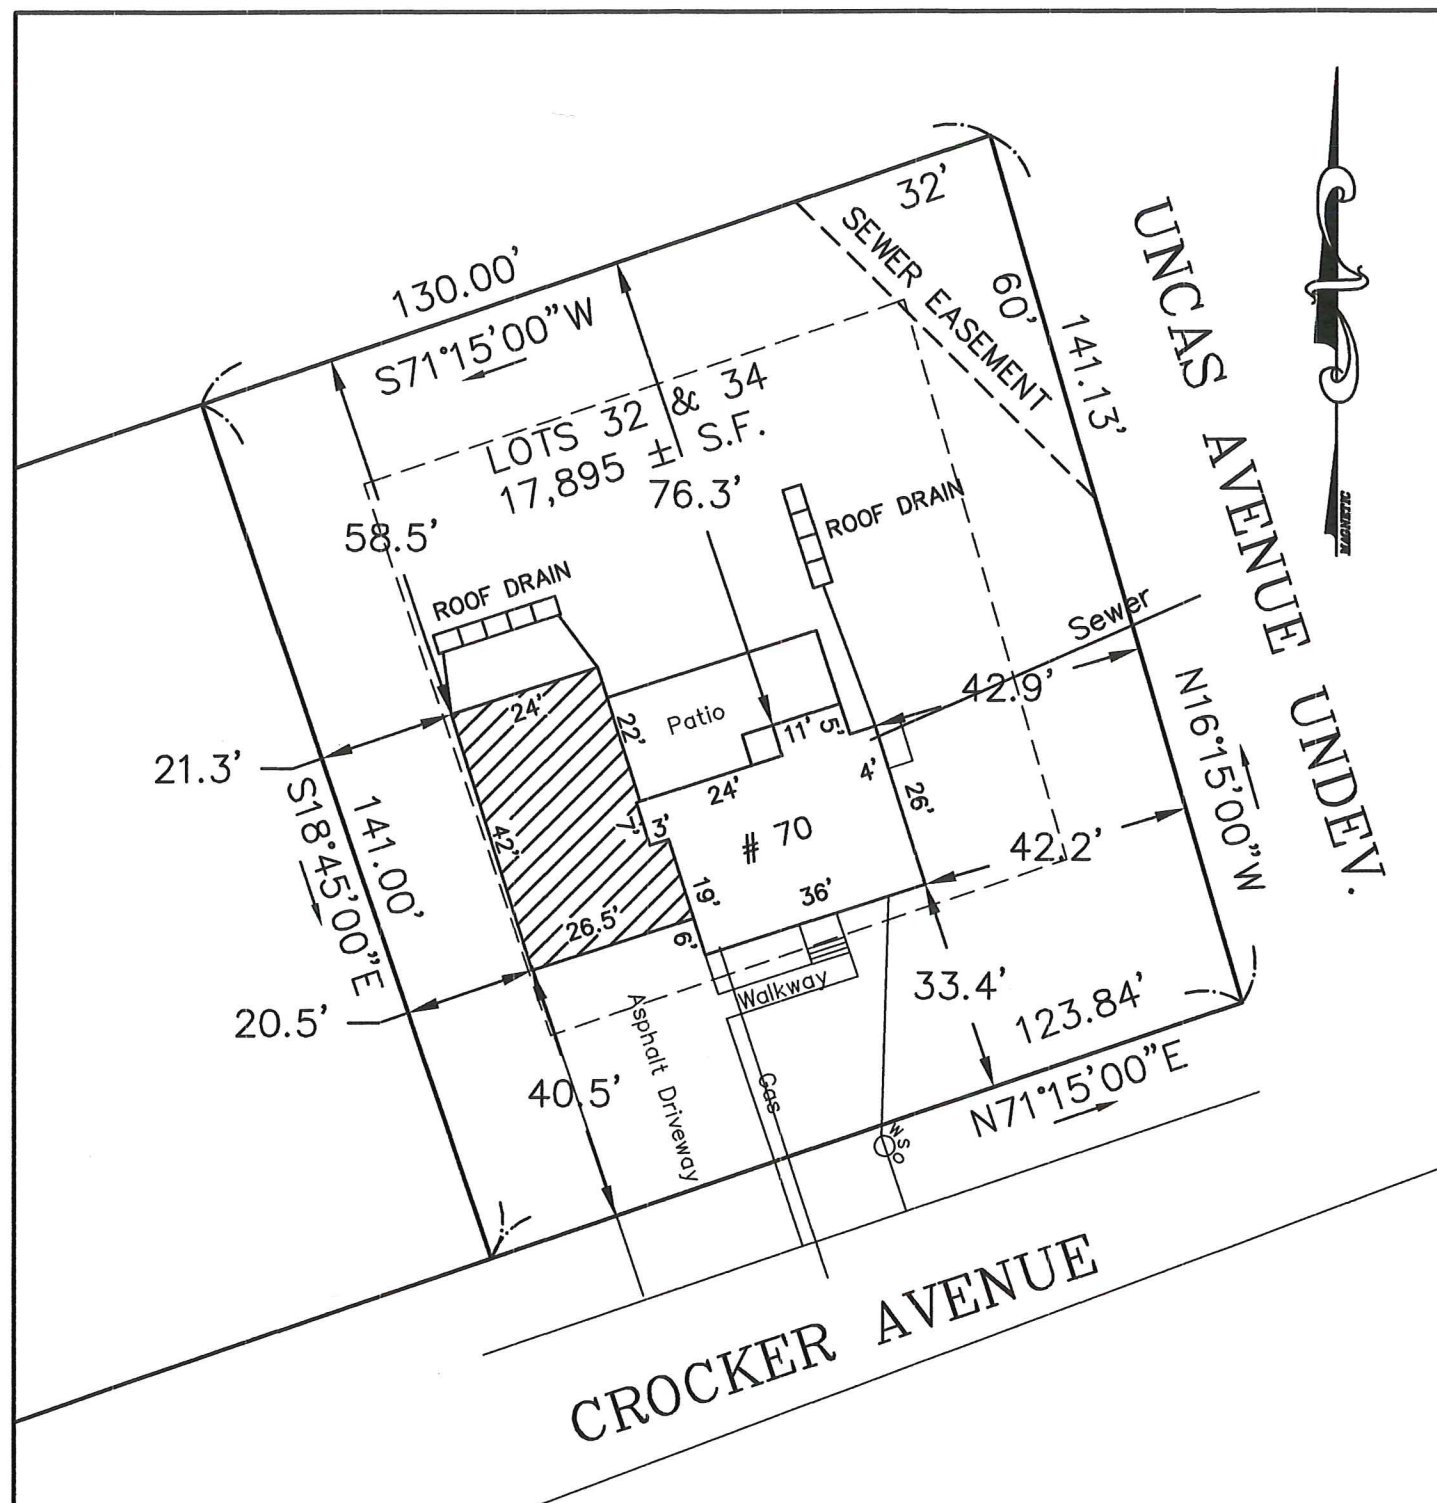 32'
SEWER EASEMENT
130.00'
S71°15'00"W
60'
141.13'
UNCAS AVENUE UNDEV.
MAGNETIC
LOTS 32 & 34
17,895 ± S.F.
76.3'
58.5'
ROOF DRAIN
ROOF DRAIN
Sewer
42.9'
N16°15'00"W
24'
22'
Patio
11'
5'
4'
26'
21.3'
S18°45'00"E
141.00'
42'
24'
7'
3'
# 70
42.2'
19'
36'
26.5'
6'
20.5'
Walkway
33.4'
123.84'
N71°15'00"E
40.5'
Asphalt Driveway
Gas
WSO
CROCKER AVENUE